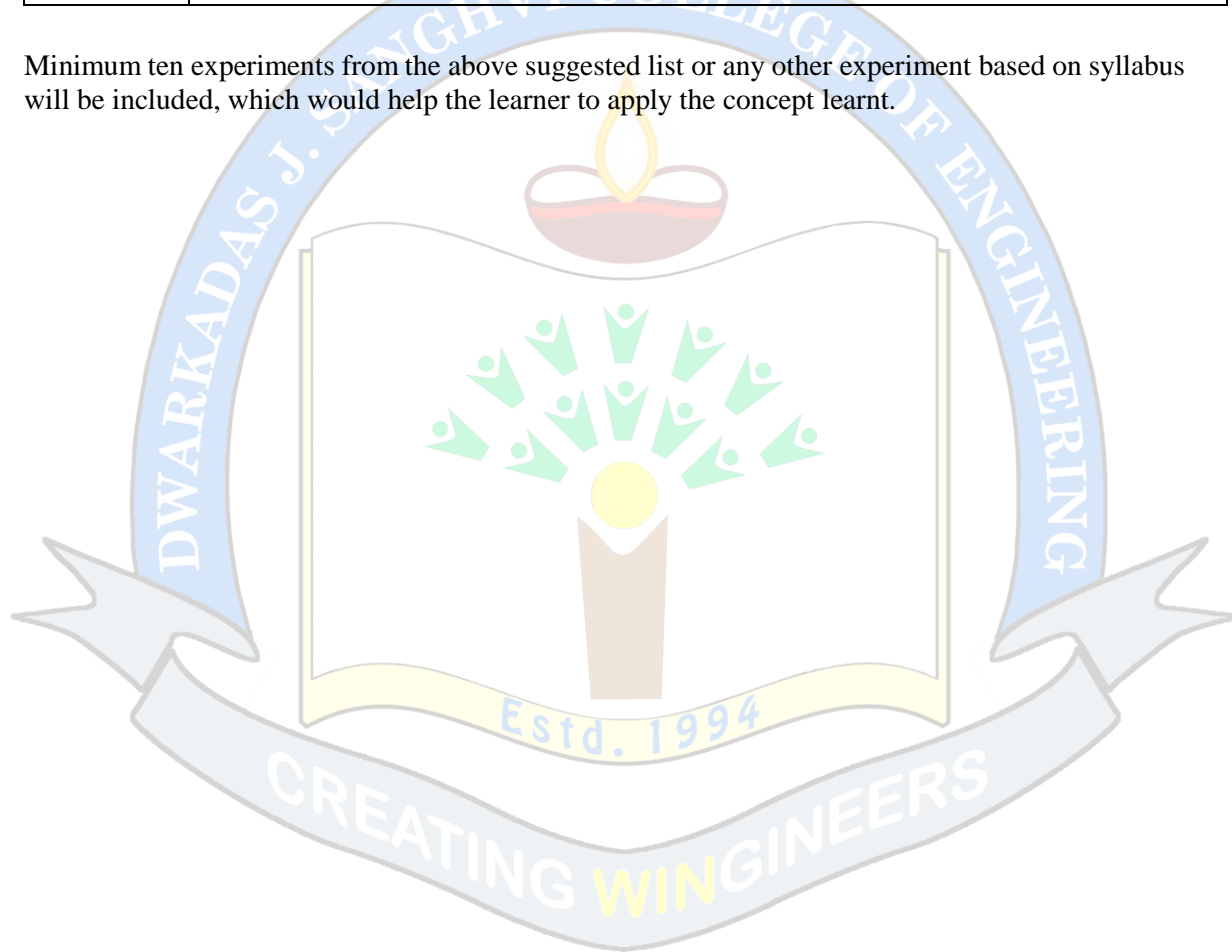 Minimum ten experiments from the above suggested list or any other experiment based on syllabus
will be included, which would help the learner to apply the concept learnt.
DWARKADAS J. SANGHVI COLLEGE OF ENGINEERING
Estd. 1994
CREATING WINGINEERS